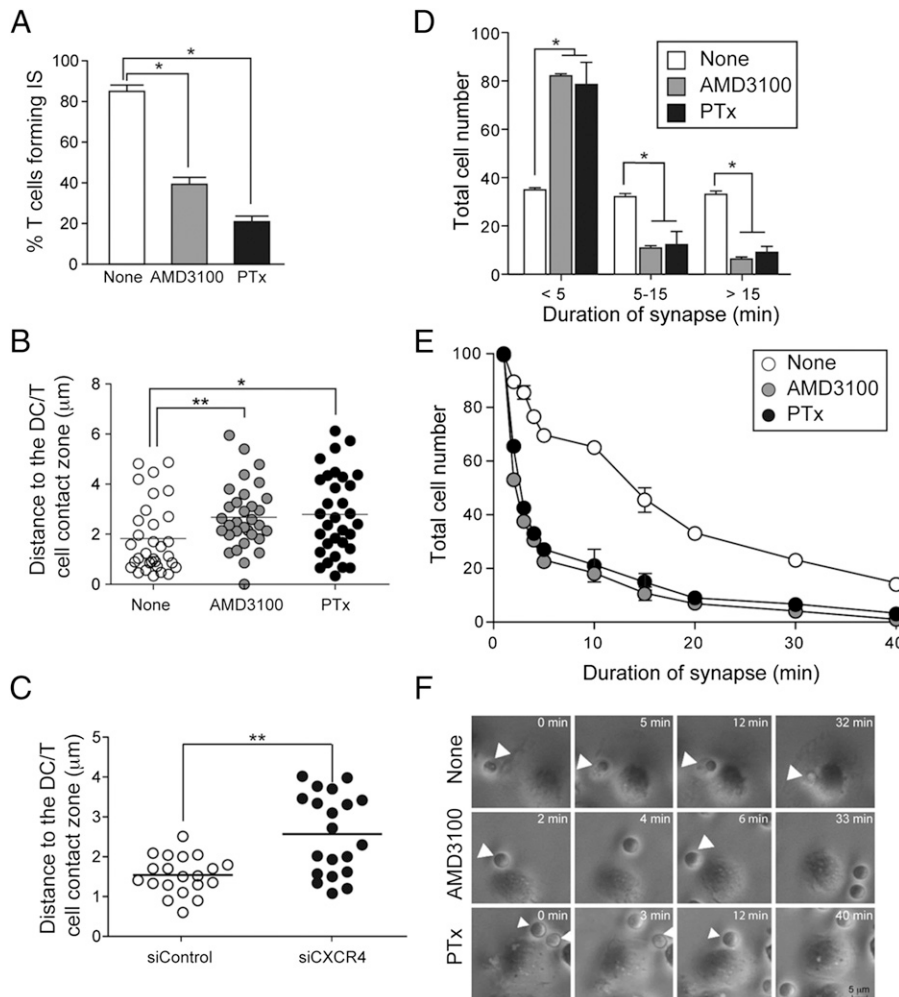 A
% T cells forming IS
100
80
60
40
20
0
*
*
None AMD3100 PTx
B
Distance to the DC/T
cell contact zone (μm)
8
6
4
2
0
*
**
None AMD3100 PTx
C
Distance to the DC/T
cell contact zone (μm)
5
4
3
2
1
0
**
siControl siCXCR4
D
Total cell number
100
80
60
40
20
0
*
*
*
None
AMD3100
PTx
< 5 5-15 > 15
Duration of synapse (min)
E
Total cell number
100
80
60
40
20
0
None
AMD3100
PTx
0 10 20 30 40
Duration of synapse (min)
F
None
0 min 5 min 12 min 32 min
AMD3100
2 min 4 min 6 min 33 min
PTx
0 min 3 min 12 min 40 min
5 μm